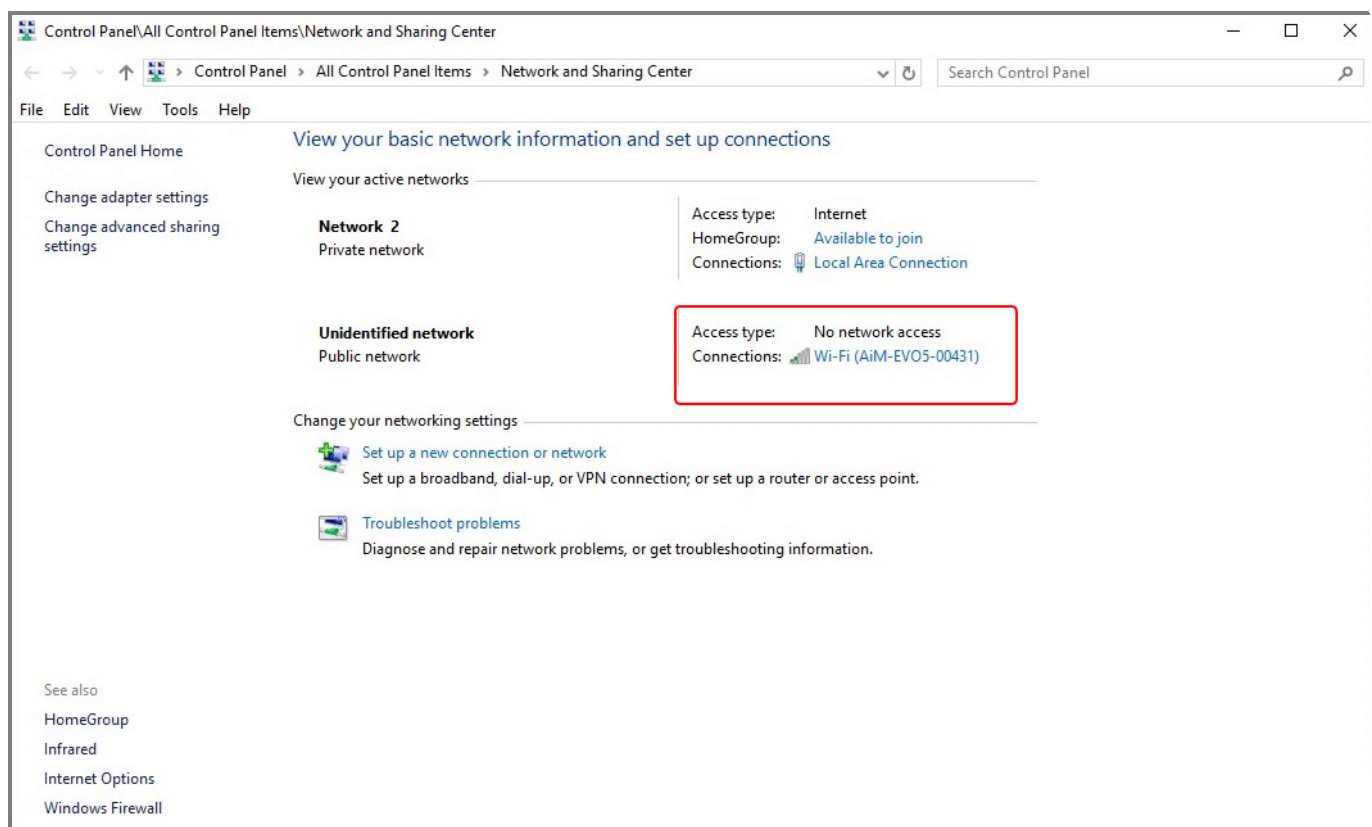 Control Panel\All Control Panel Items\Network and Sharing Center
Control Panel > All Control Panel Items > Network and Sharing Center
Search Control Panel
File Edit View Tools Help
Control Panel Home
Change adapter settings
Change advanced sharing
settings
View your basic network information and set up connections
View your active networks
Network 2
Private network
Access type: Internet
HomeGroup: Available to join
Connections: Local Area Connection
Unidentified network
Public network
Access type: No network access
Connections: Wi-Fi (AiM-EVO5-00431)
Change your networking settings
Set up a new connection or network
Set up a broadband, dial-up, or VPN connection; or set up a router or access point.
Troubleshoot problems
Diagnose and repair network problems, or get troubleshooting information.
See also
HomeGroup
Infrared
Internet Options
Windows Firewall